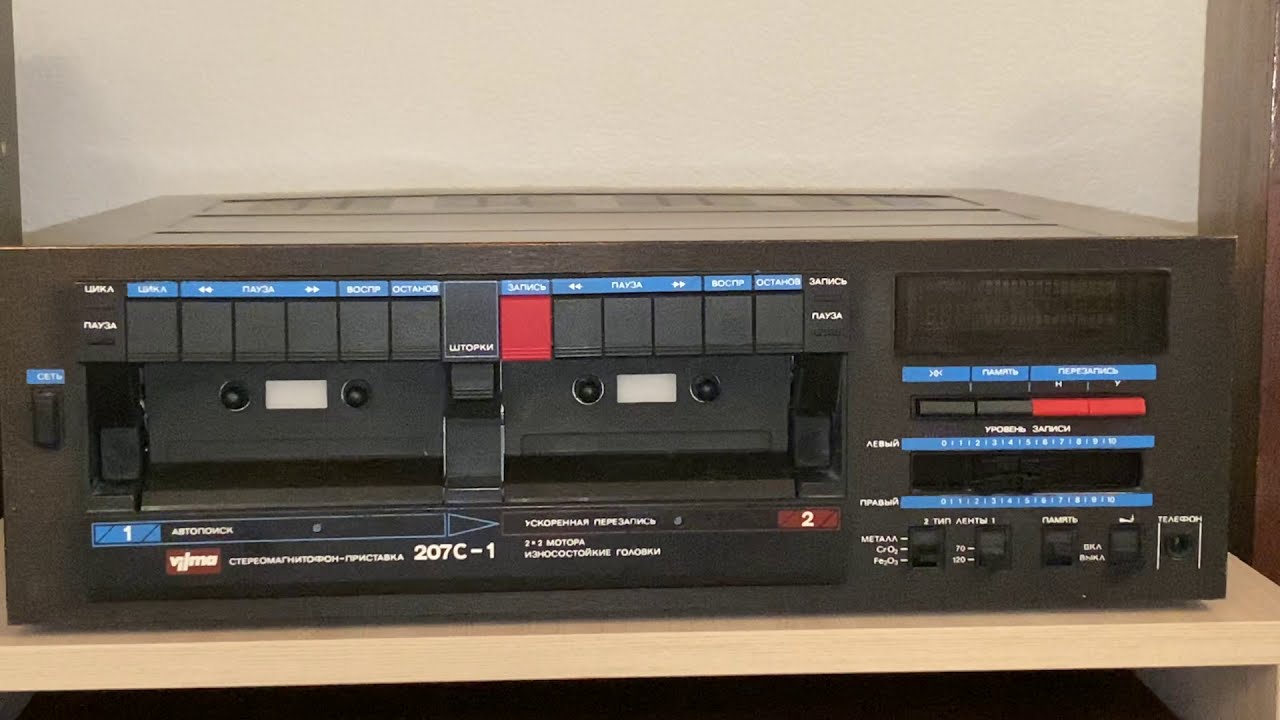 ЦИКЛ
ПАУЗА
ЦИКЛ ◄◄ ПАУЗА ►► ВОСПР ОСТАНОВ
ШТОРКИ
ЗАПИСЬ ◄◄ ПАУЗА ►► ВОСПР ОСТАНОВ
ЗАПИСЬ
ПАУЗА
СЕТЬ
ПАМЯТЬ ПЕРЕЗАПИСЬ
Н У
УРОВЕНЬ ЗАПИСИ
ЛЕВЫЙ 0 1 2 3 4 5 6 7 8 9 10
ПРАВЫЙ 0 1 2 3 4 5 6 7 8 9 10
1 АВТОПОИСК
УСКОРЕННАЯ ПЕРЕЗАПИСЬ 2
vilma СТЕРЕОМАГНИТОФОН-ПРИСТАВКА 207С-1
2×2 МОТОРА
ИЗНОСОСТОЙКИЕ ГОЛОВКИ
2 ТИП ЛЕНТЫ 1 ПАМЯТЬ ТЕЛЕФОН
МЕТАЛЛ
CrO₂ 70 ВКЛ
Fe₂O₃ 120 ВЫКЛ